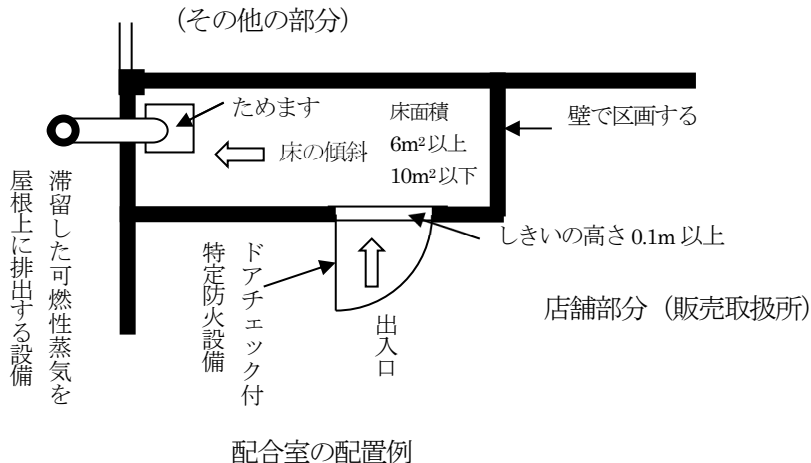 (その他の部分)
ためます
床面積
6m²以上
10m²以下
壁で区画する
床の傾斜
しきいの高さ 0.1m 以上
滞留した可燃性蒸気を
屋根上に排出する設備
ドアチェック付
特定防火設備
出入口
店舗部分（販売取扱所）
配合室の配置例